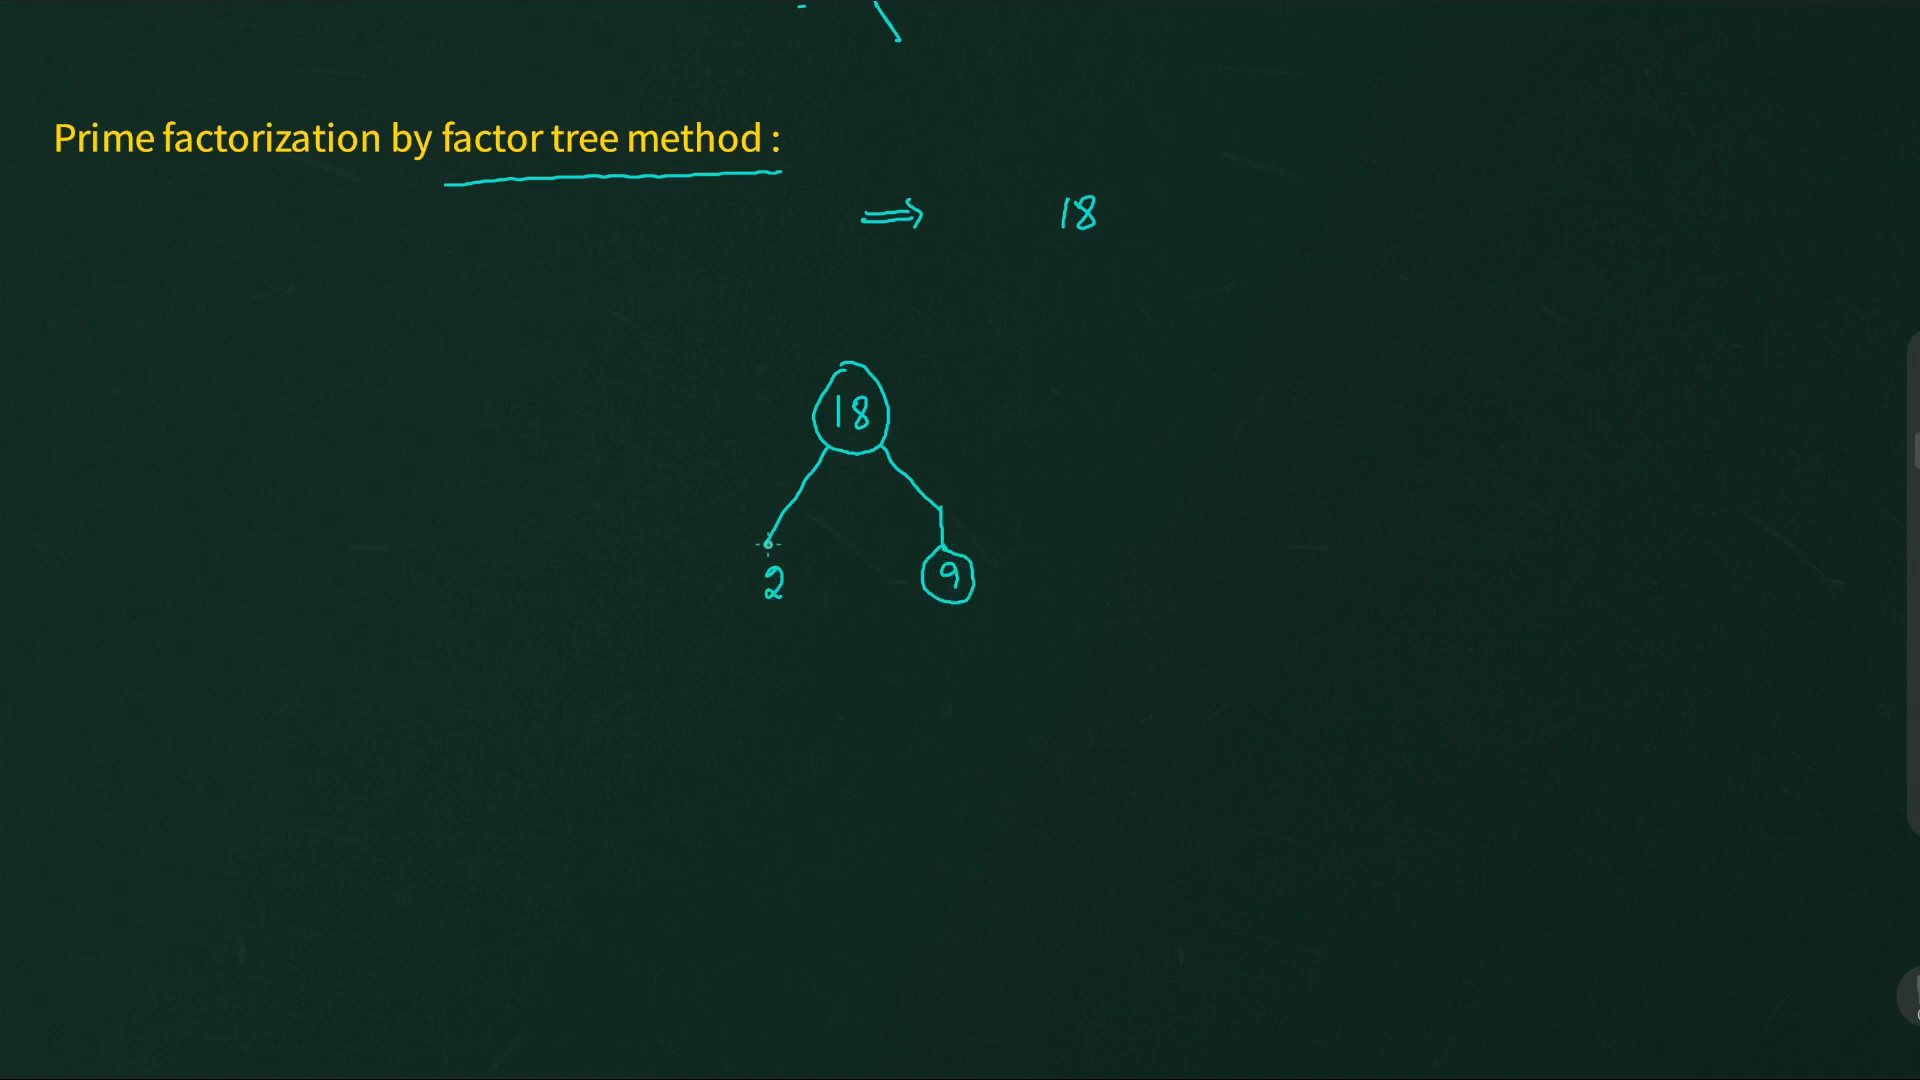 Prime factorization by factor tree method :
⇒ 18
18
2 9